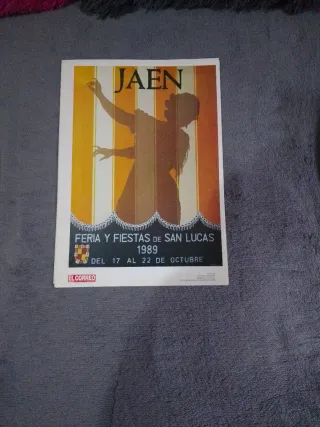 JAEN
FERIA Y FIESTAS DE SAN LUCAS
1989
DEL 17 AL 22 DE OCTUBRE
EL CORREO